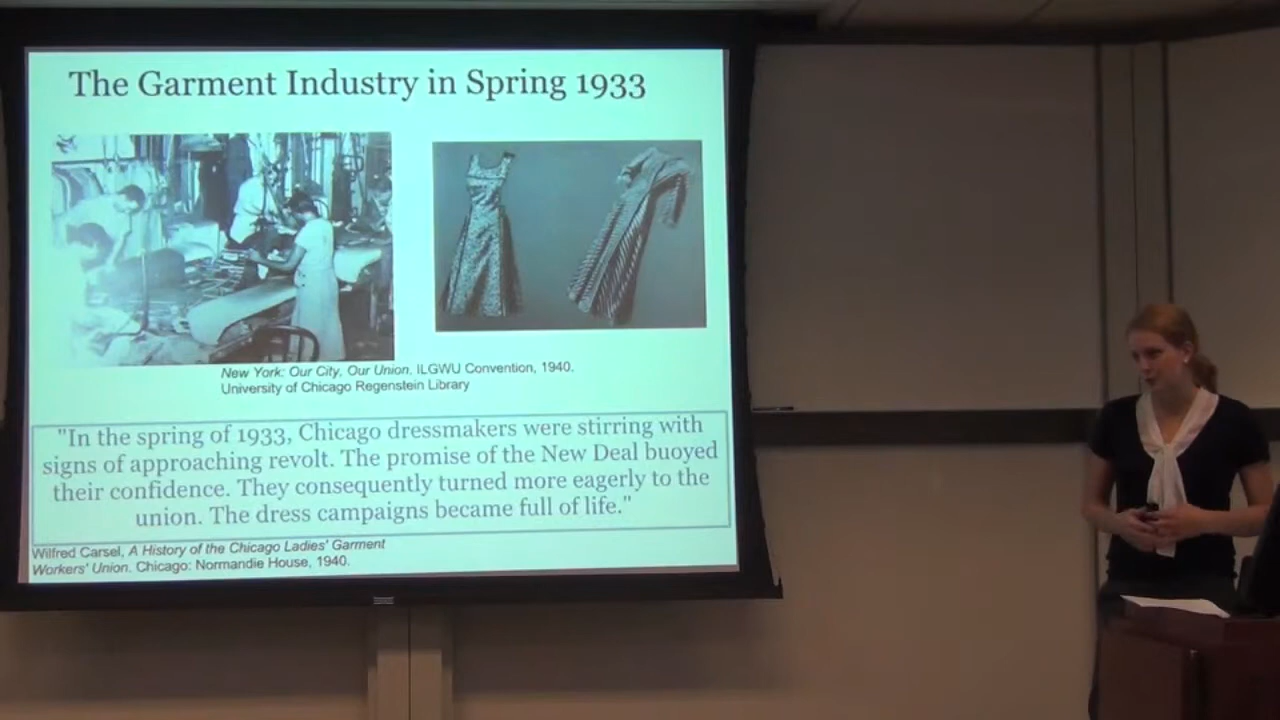 The Garment Industry in Spring 1933
New York: Our City, Our Union. ILGWU Convention, 1940.
University of Chicago Regenstein Library
"In the spring of 1933, Chicago dressmakers were stirring with
signs of approaching revolt. The promise of the New Deal buoyed
their confidence. They consequently turned more eagerly to the
union. The dress campaigns became full of life."
Wilfred Carsel, A History of the Chicago Ladies' Garment
Workers' Union. Chicago: Normandie House, 1940.